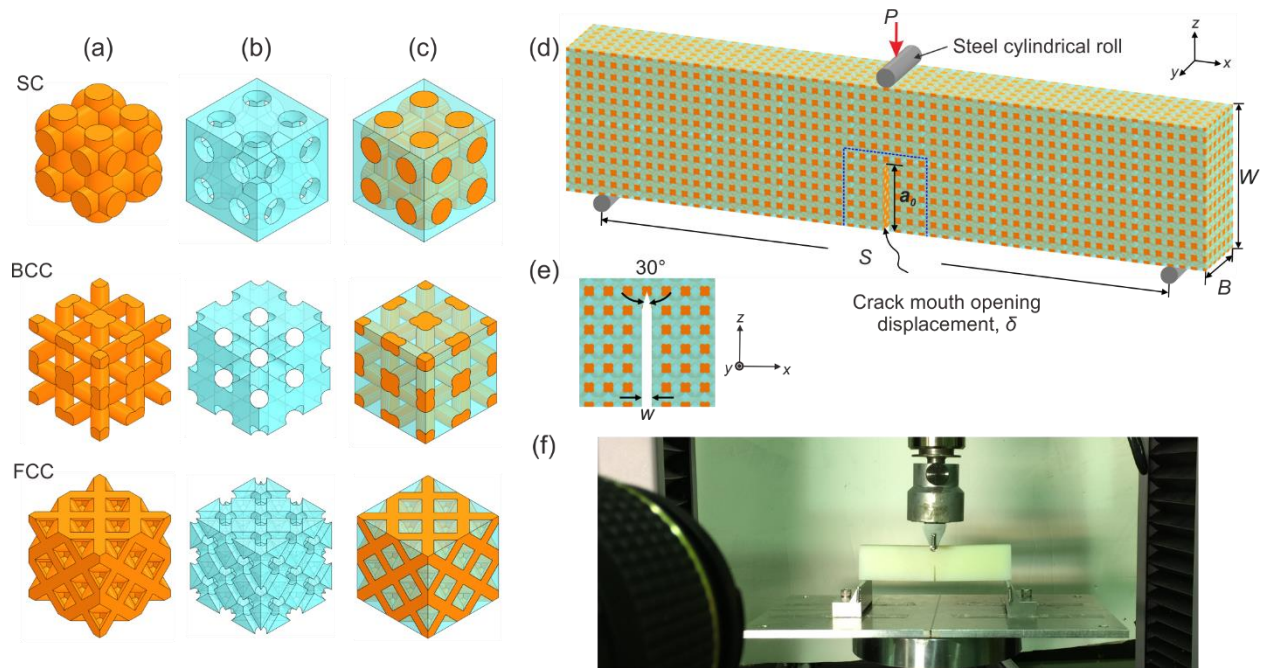 (a) (b) (c)
SC
BCC
FCC
(d)
P
Steel cylindrical roll
z
y x
W
a₀
S
B
Crack mouth opening
displacement, δ
(e)
30°
z
y x
w
(f)